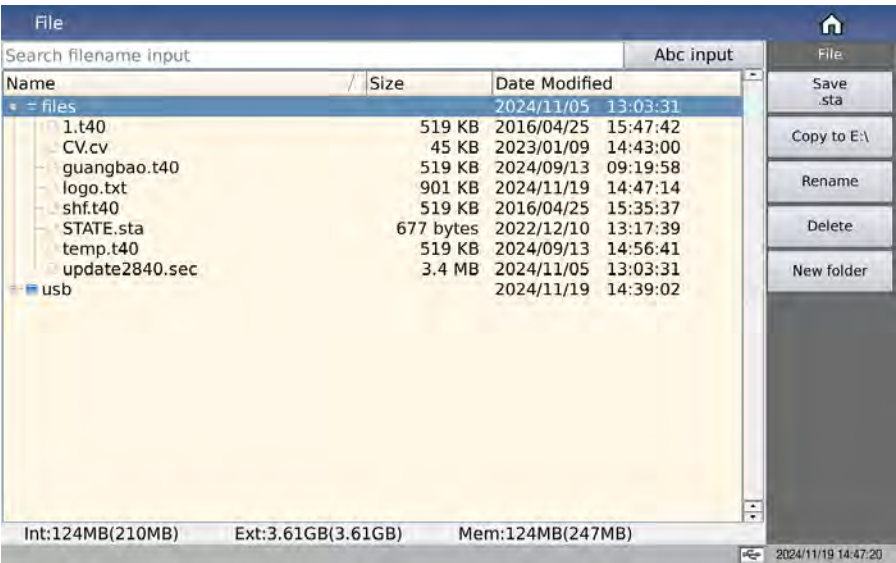 File
File
Search filename input Abc input
Name Size Date Modified
files 2024/11/05 13:03:31
1.t40 519 KB 2016/04/25 15:47:42
CV.cv 45 KB 2023/01/09 14:43:00
guangbao.t40 519 KB 2024/09/13 09:19:58
logo.txt 901 KB 2024/11/19 14:47:14
shf.t40 519 KB 2016/04/25 15:35:37
STATE.sta 677 bytes 2022/12/10 13:17:39
temp.t40 519 KB 2024/09/13 14:56:41
update2840.sec 3.4 MB 2024/11/05 13:03:31
usb 2024/11/19 14:39:02
Save
.sta
Copy to E:\
Rename
Delete
New folder
Int:124MB(210MB) Ext:3.61GB(3.61GB) Mem:124MB(247MB)
2024/11/19 14:47:20